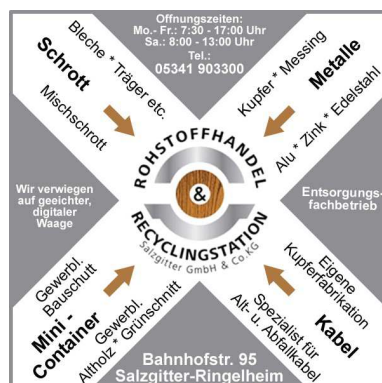 Öffnungszeiten:
Mo.- Fr.: 7:30 - 17:00 Uhr
Sa.: 8:00 - 13:00 Uhr
Tel.:
05341 903300
Bleche * Träger etc.
Schrott
Mischschrott
Kupfer * Messing
Metalle
Alu * Zink * Edelstahl
ROHSTOFFHANDEL
&
RECYCLINGSTATION
Salzgitter GmbH & Co.KG
Wir verwiegen
auf geeichter,
digitaler
Waage
Entsorgungs-
fachbetrieb
Gewerbl.
Bauschutt
Mini -
Container
Gewerbl.
Altholz * Grünschnitt
Eigene
Kupferfabrikation
Kabel
Spezialist für
Alt- u. Abfallkabel
Bahnhofstr. 95
Salzgitter-Ringelheim